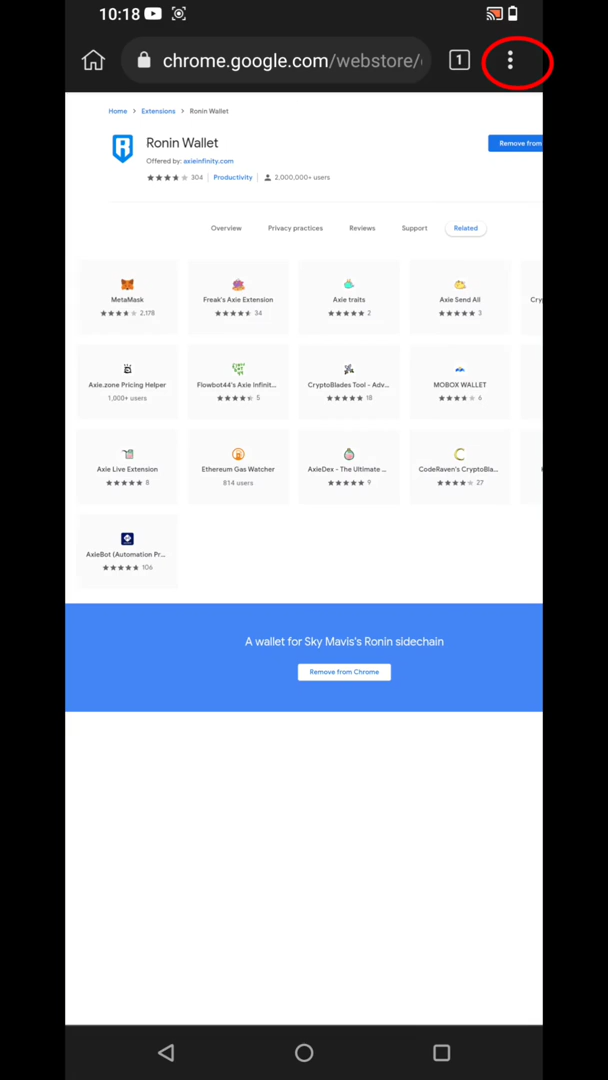 10:18
chrome.google.com/webstore/
1
Home > Extensions > Ronin Wallet
Ronin Wallet
Remove from
Offered by: axieinfinity.com
304 Productivity 2,000,000+ users
Overview Privacy practices Reviews Support Related
MetaMask
2,178
Freak's Axie Extension
34
Axie traits
2
Axie Send All
3
Axie.zone Pricing Helper
1,000+ users
Flowbot44's Axie Infinit...
5
CryptoBlades Tool - Adv...
18
MOBOX WALLET
6
Axie Live Extension
8
Ethereum Gas Watcher
814 users
AxieDex - The Ultimate ...
9
CodeRaven's CryptoBla...
27
AxieBot (Automation Pr...
106
A wallet for Sky Mavis's Ronin sidechain
Remove from Chrome